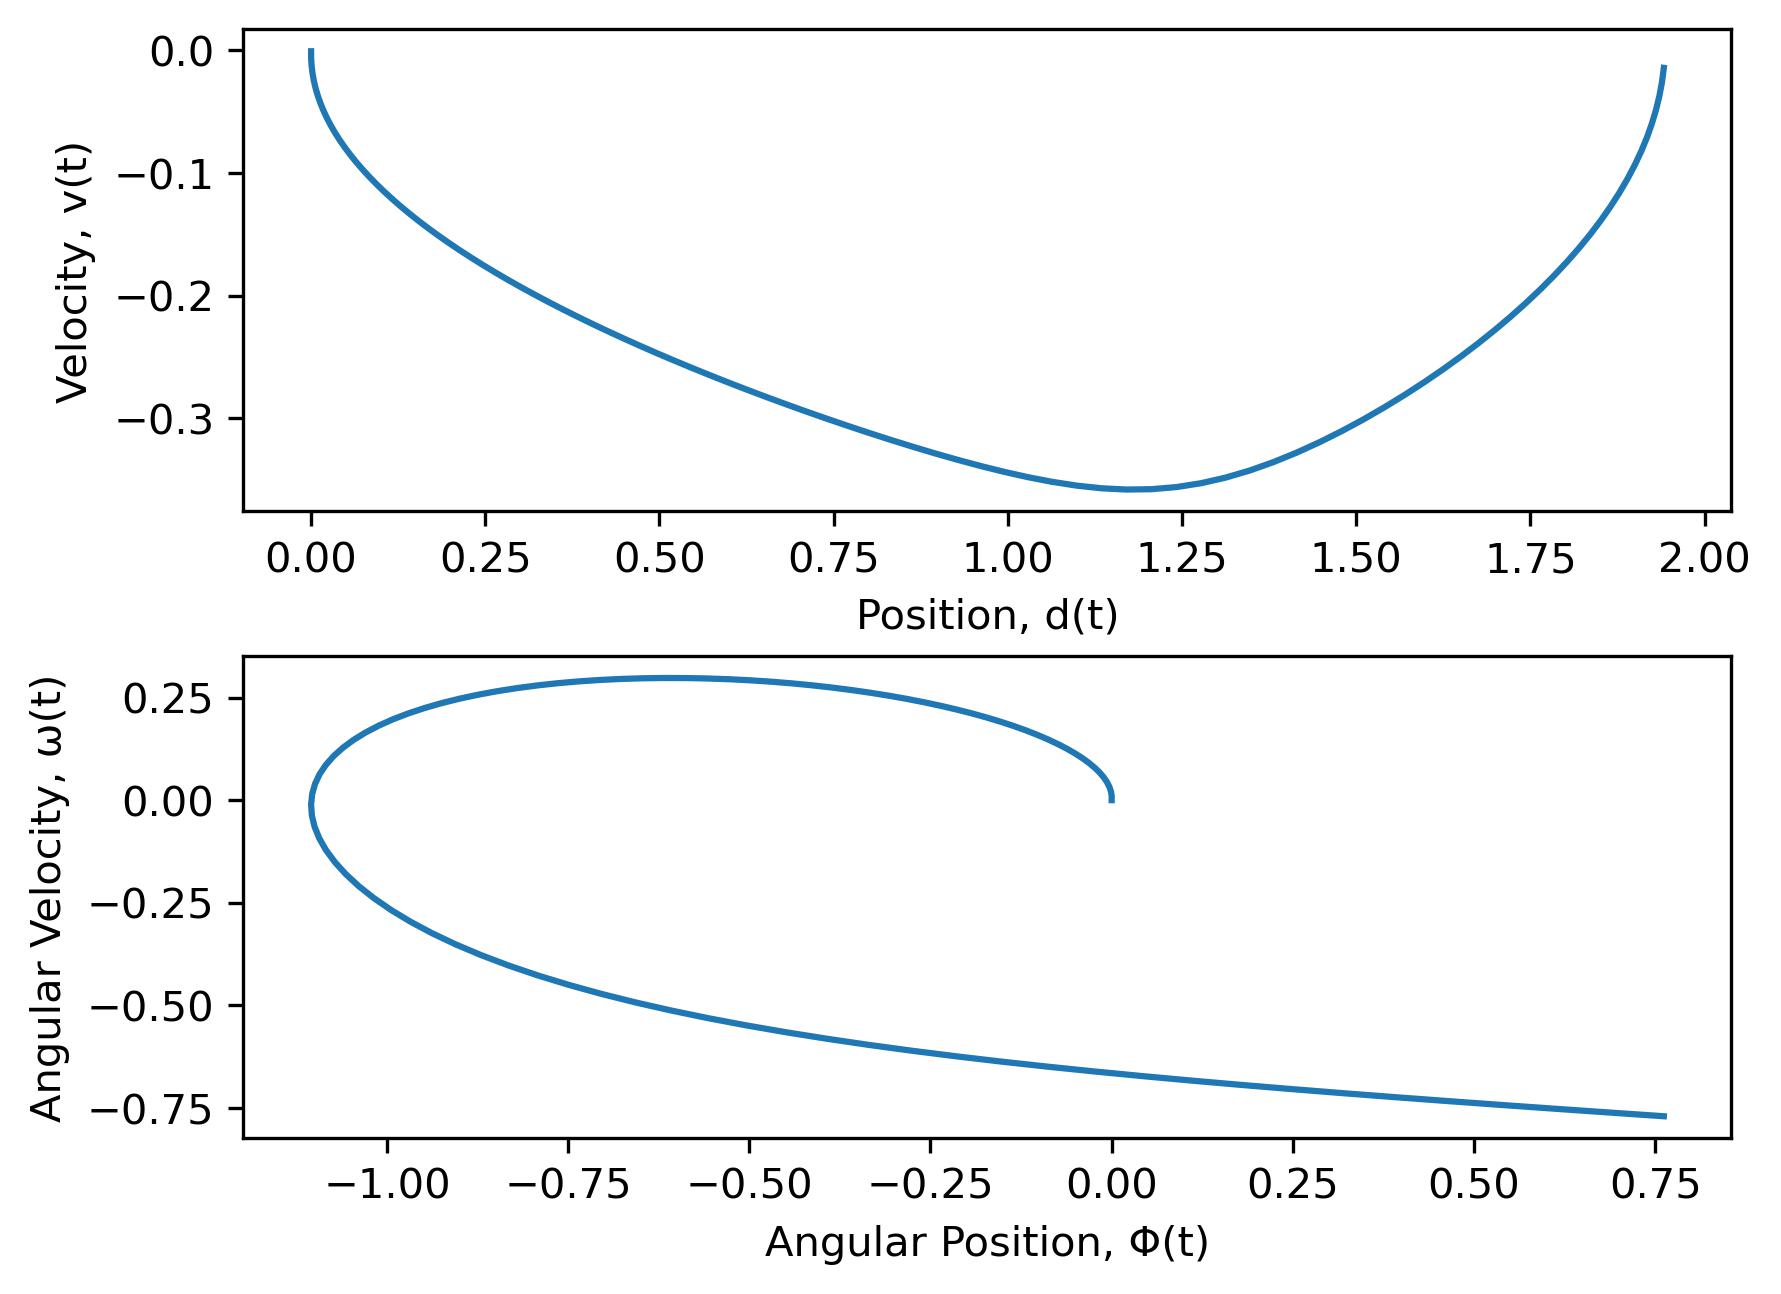 0.0
−0.1
−0.2
−0.3
Velocity, v(t)
0.00 0.25 0.50 0.75 1.00 1.25 1.50 1.75 2.00
Position, d(t)
0.25
0.00
−0.25
−0.50
−0.75
Angular Velocity, ω(t)
−1.00 −0.75 −0.50 −0.25 0.00 0.25 0.50 0.75
Angular Position, Φ(t)